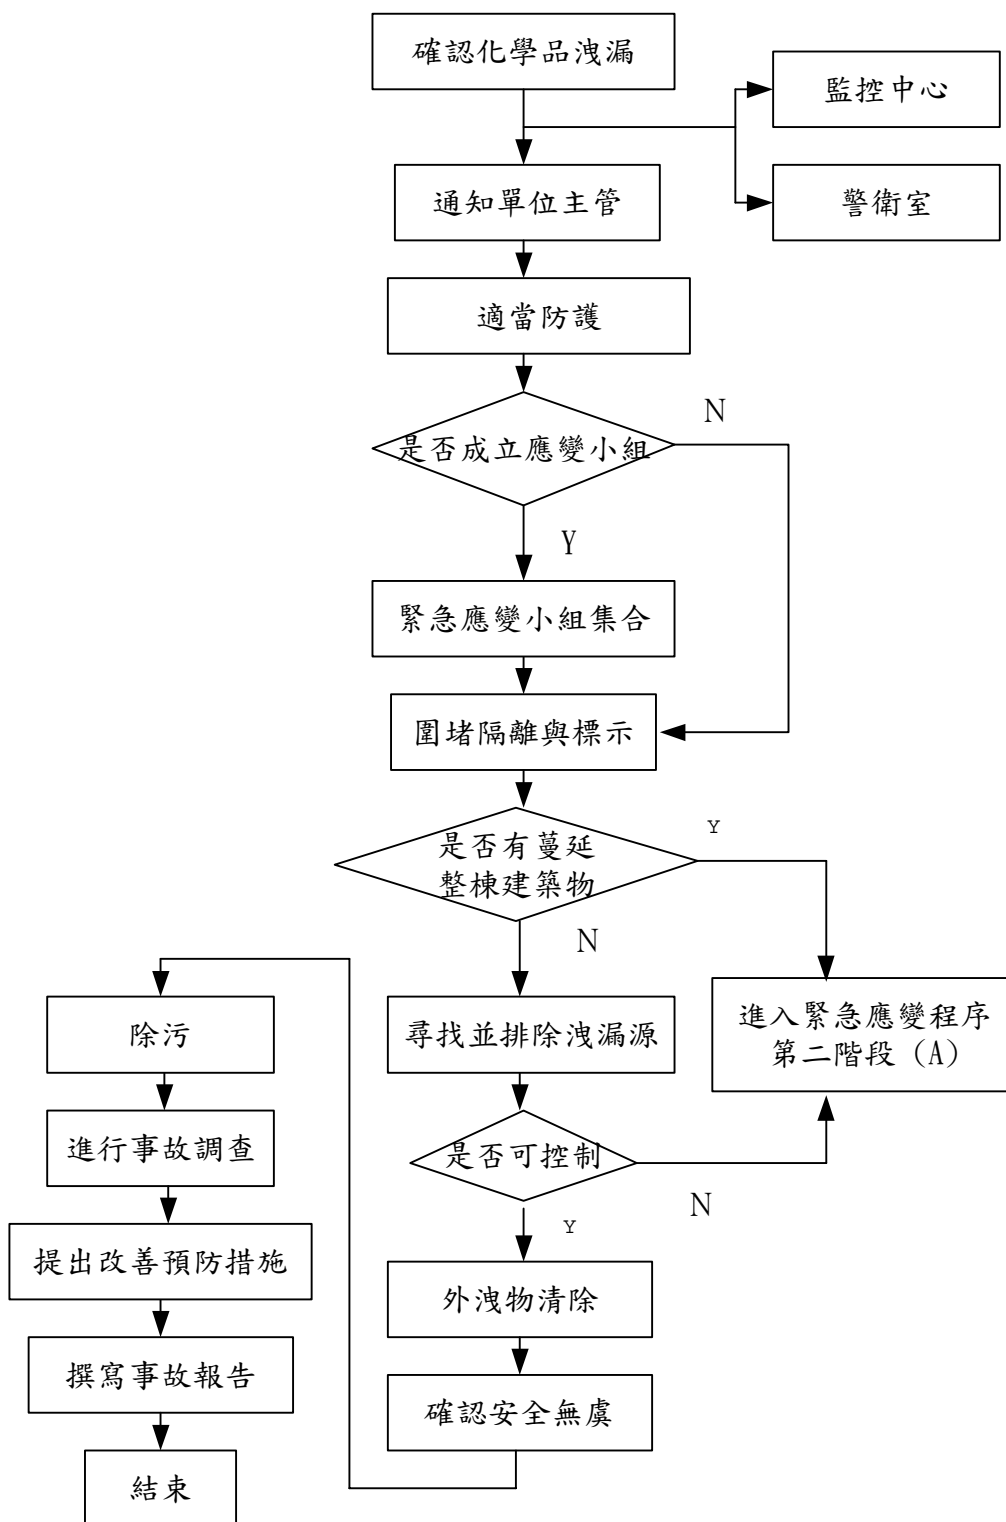 確認化學品洩漏
監控中心
通知單位主管
警衛室
適當防護
N
是否成立應變小組
Y
緊急應變小組集合
圍堵隔離與標示
是否有蔓延
整棟建築物
Y
N
尋找並排除洩漏源
進入緊急應變程序
第二階段（A）
是否可控制
N
Y
外洩物清除
確認安全無虞
除污
進行事故調查
提出改善預防措施
撰寫事故報告
結束